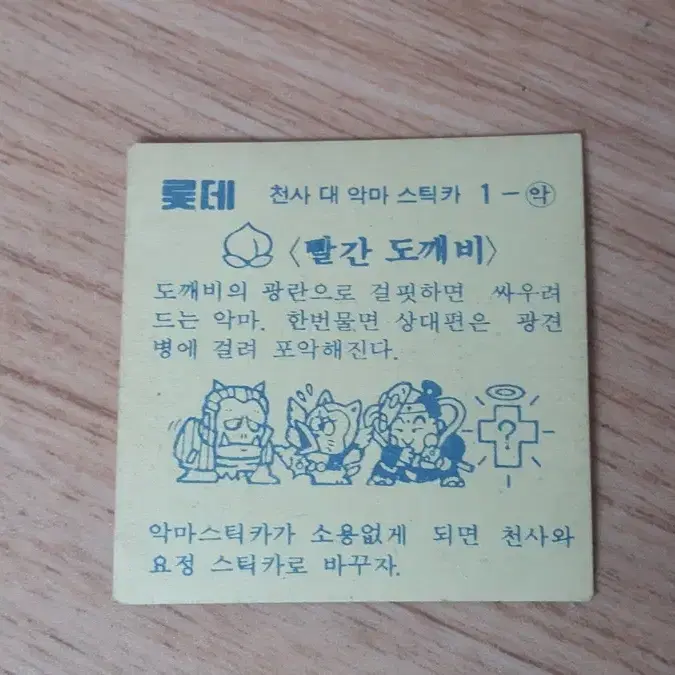 롯데 천사 대 악마 스틱카 1-악
〈빨간 도깨비〉
도깨비의 광란으로 걸핏하면 싸우려
드는 악마. 한번물면 상대편은 광견
병에 걸려 포악해진다.
?
악마스틱카가 소용없게 되면 천사와
요정 스틱카로 바꾸자.